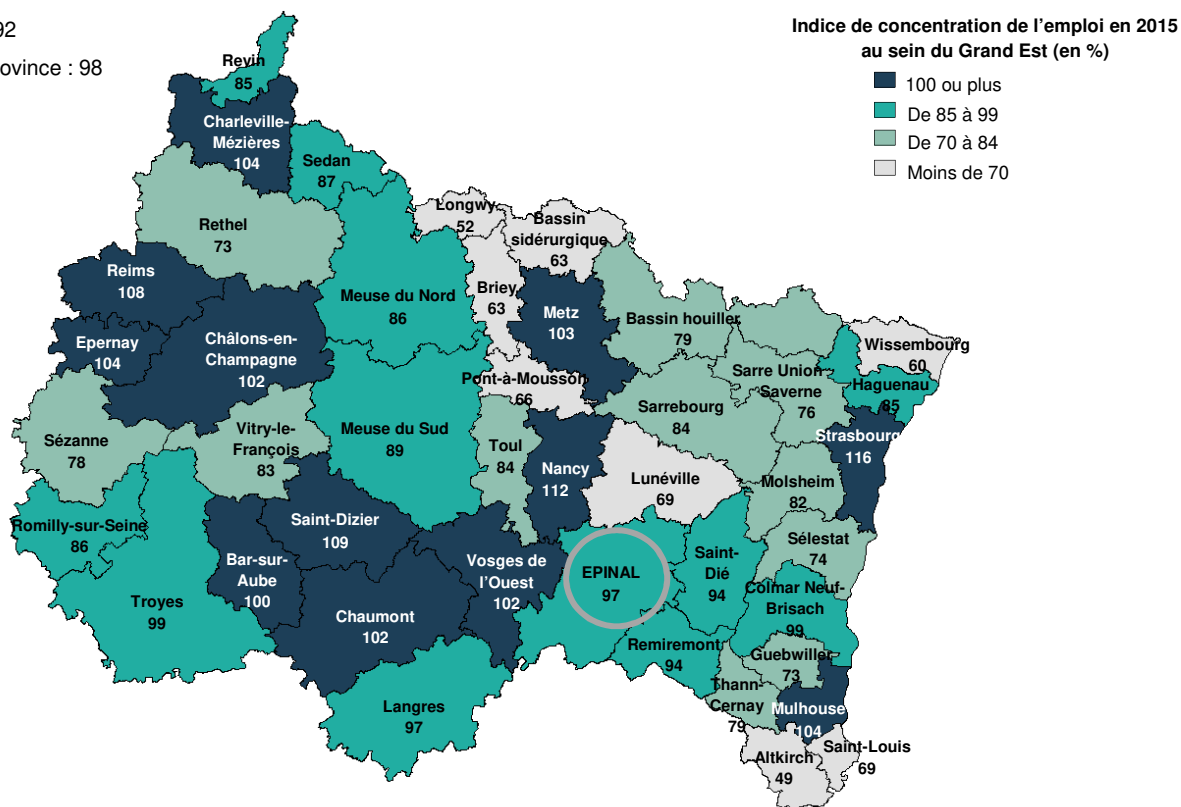 92
ovince : 98
Indice de concentration de l'emploi en 2015
au sein du Grand Est (en %)
100 ou plus
De 85 à 99
De 70 à 84
Moins de 70
Revin
85
Charleville-
Mézières
104
Sedan
87
Rethel
73
Longwy
52
Bassin
sidérurgique
63
Reims
108
Meuse du Nord
86
Briey
63
Metz
103
Bassin houiller
79
Wissembourg
60
Epernay
104
Châlons-en-
Champagne
102
Pont-à-Mousson
66
Sarre Union
Saverne
76
Haguenau
85
Sarrebourg
84
Sézanne
78
Vitry-le-
François
83
Meuse du Sud
89
Toul
84
Nancy
112
Strasbourg
116
Lunéville
69
Molsheim
82
Romilly-sur-Seine
86
Saint-Dizier
109
Sélestat
74
Bar-sur-
Aube
100
Vosges de
l'Ouest
102
EPINAL
97
Saint-
Dié
94
Colmar Neuf-
Brisach
99
Troyes
99
Chaumont
102
Remiremont
94
Guebwiller
73
Thann-
Cernay
79
Langres
97
Mulhouse
104
Altkirch
49
Saint-Louis
69